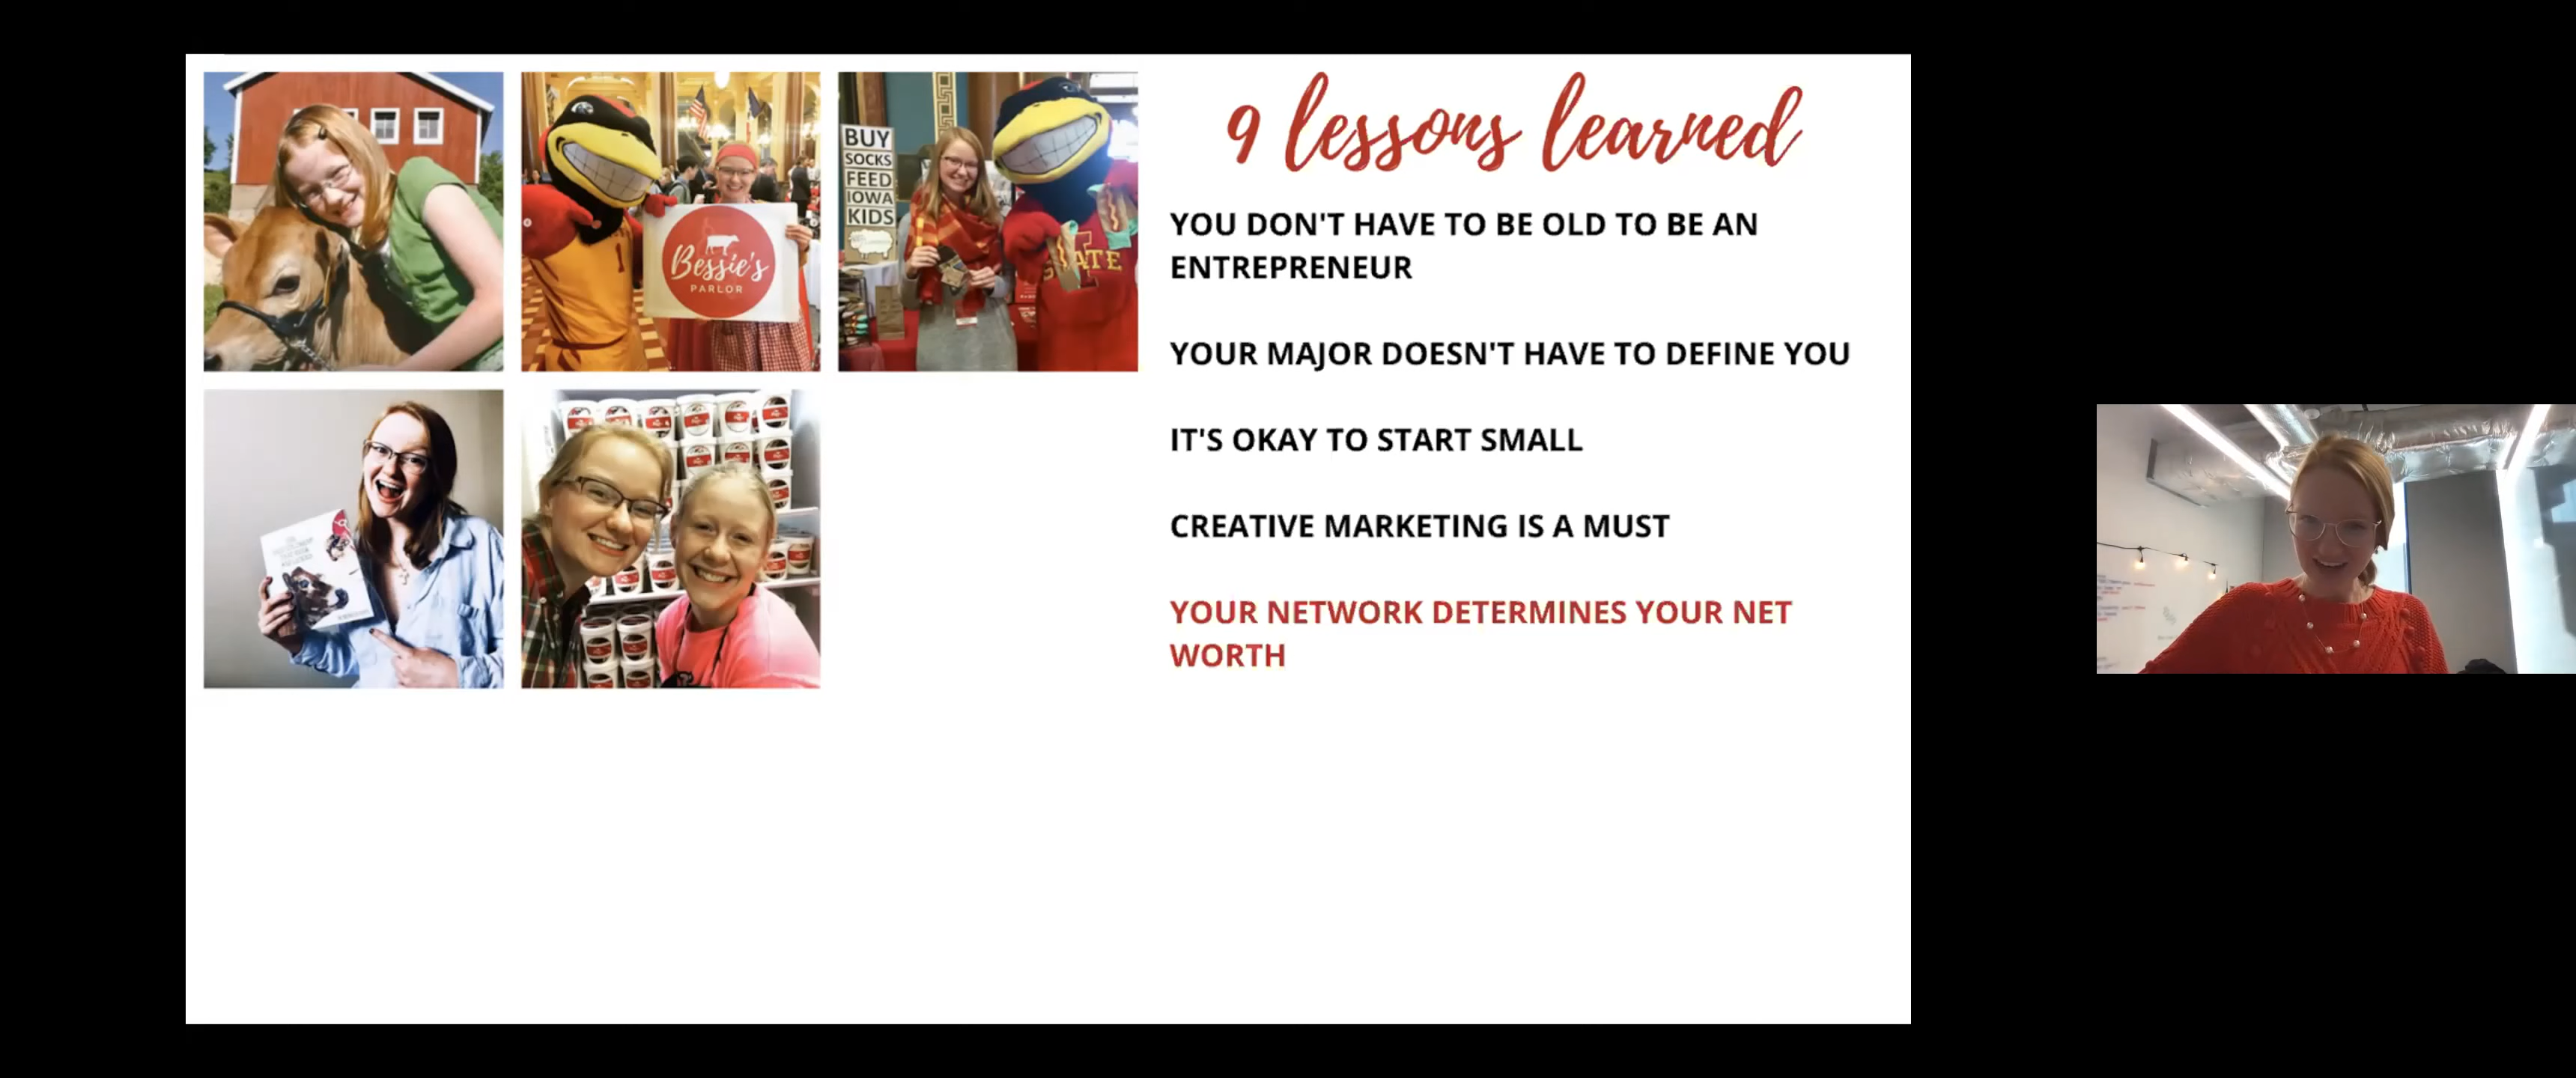 9 lessons learned
YOU DON'T HAVE TO BE OLD TO BE AN
ENTREPRENEUR
YOUR MAJOR DOESN'T HAVE TO DEFINE YOU
IT'S OKAY TO START SMALL
CREATIVE MARKETING IS A MUST
YOUR NETWORK DETERMINES YOUR NET
WORTH
Bessie's
PARLOR
1
BUY
SOCKS
FEED
IOWA
KIDS